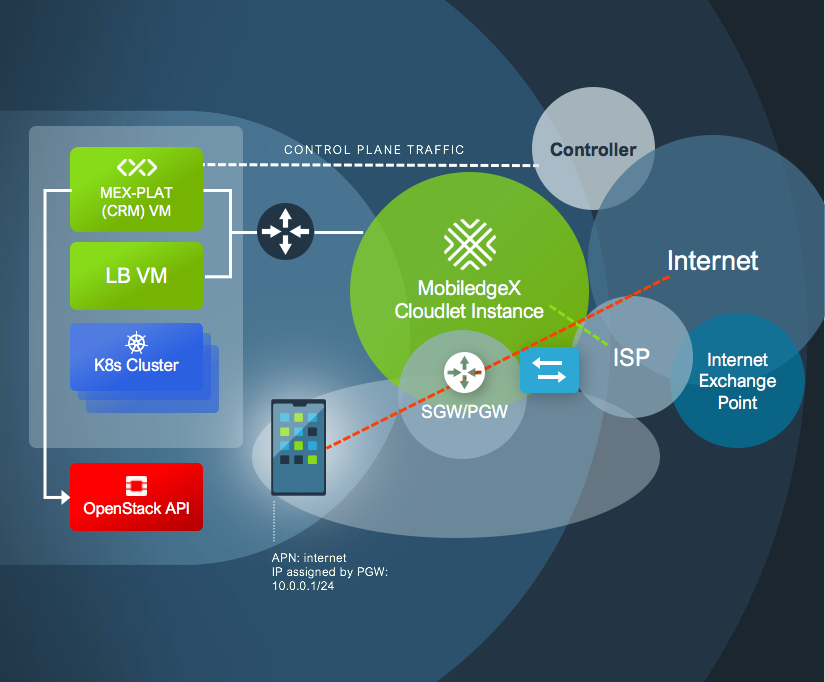 CONTROL PLANE TRAFFIC
Controller
MEX-PLAT
(CRM) VM
LB VM
K8s Cluster
OpenStack API
MobiledgeX
Cloudlet Instance
SGW/PGW
Internet
ISP
Internet
Exchange
Point
APN: internet
IP assigned by PGW:
10.0.0.1/24